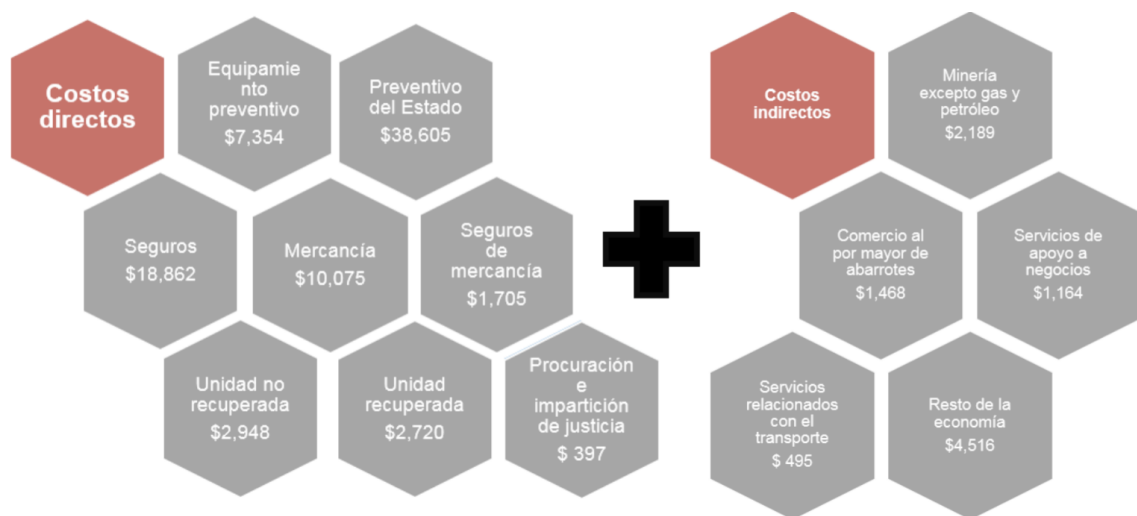 Costos
directos
Equipamie
nto
preventivo
$7,354
Preventivo
del Estado
$38,605
Seguros
$18,862
Mercancía
$10,075
Seguros
de
mercancía
$1,705
Unidad no
recuperada
$2,948
Unidad
recuperada
$2,720
Procuración
e
impartición
de justicia
$ 397
Costos
indirectos
Minería
excepto gas y
petróleo
$2,189
Comercio al
por mayor de
abarrotes
$1,468
Servicios de
apoyo a
negocios
$1,164
Servicios
relacionados
con el
transporte
$ 495
Resto de la
economía
$4,516